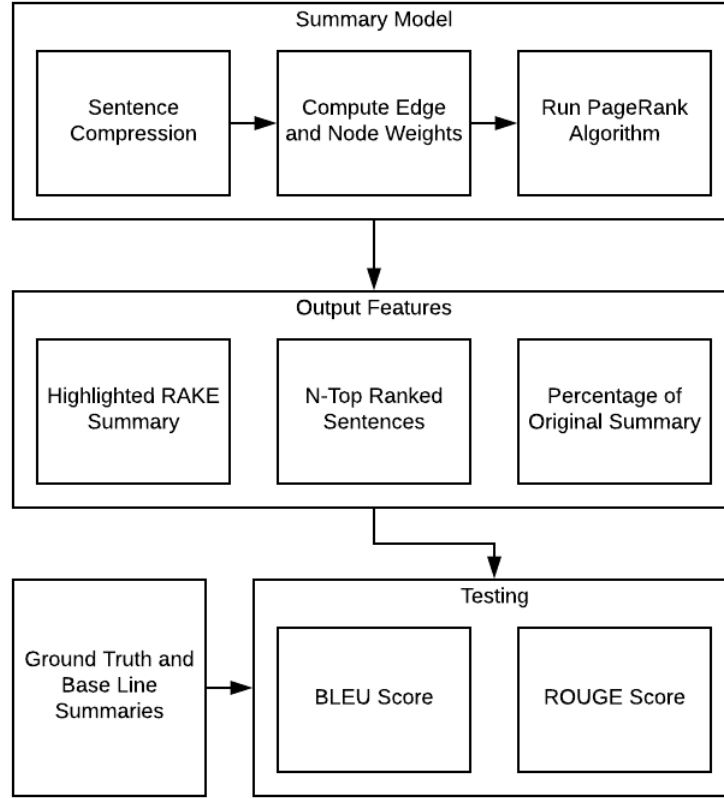 Summary Model
Sentence
Compression
Compute Edge
and Node Weights
Run PageRank
Algorithm
Output Features
Highlighted RAKE
Summary
N-Top Ranked
Sentences
Percentage of
Original Summary
Ground Truth and
Base Line
Summaries
Testing
BLEU Score
ROUGE Score